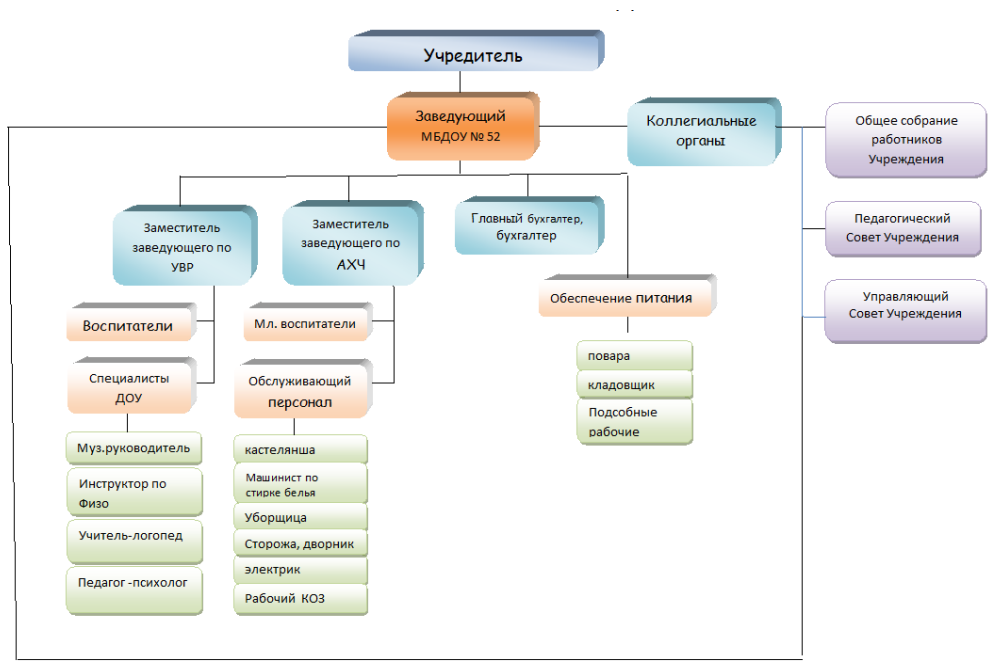 Учредитель
Заведующий
МБДОУ № 52
Коллегиальные
органы
Общее собрание
работников
Учреждения
Педагогический
Совет Учреждения
Управляющий
Совет Учреждения
Заместитель
заведующего по
УВР
Заместитель
заведующего по
АХЧ
Главный бухгалтер,
бухгалтер
Обеспечение питания
Воспитатели
Специалисты
ДОУ
Муз.руководитель
Инструктор по
Физо
Учитель-логопед
Педагог -психолог
Мл. воспитатели
Обслуживающий
персонал
кастелянша
Машинист по
стирке белья
Уборщица
Сторожа, дворник
электрик
Рабочий КОЗ
повара
кладовщик
Подсобные
рабочие